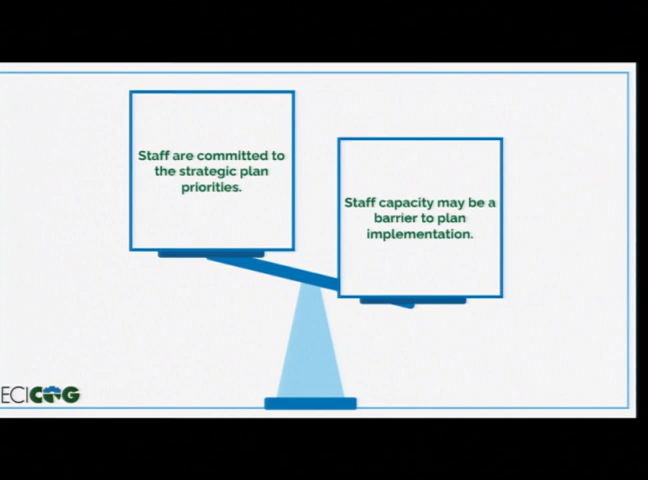 Staff are committed to
the strategic plan
priorities.
Staff capacity may be a
barrier to plan
implementation.
ECICOG